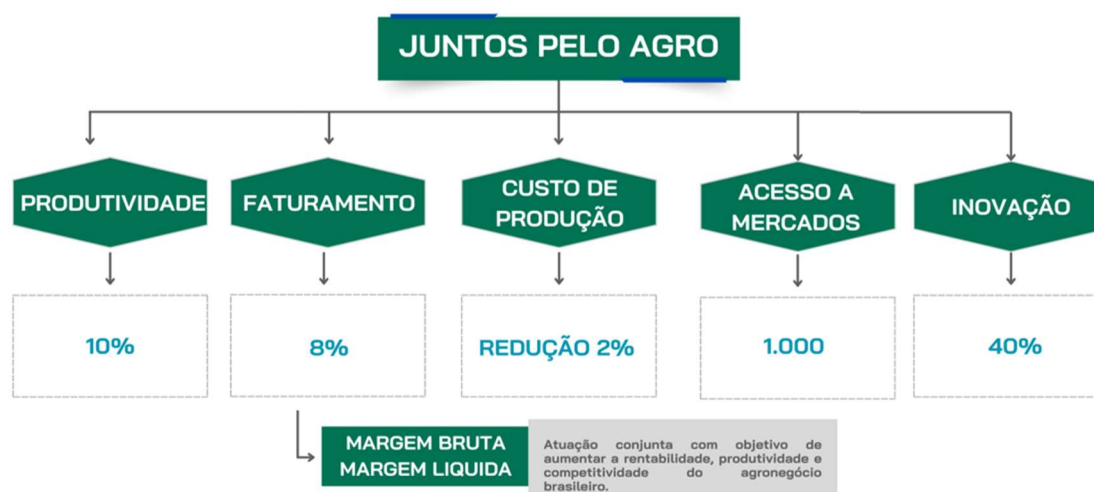 JUNTOS PELO AGRO
PRODUTIVIDADE
FATURAMENTO
CUSTO DE
PRODUÇÃO
ACESSO A
MERCADOS
INOVAÇÃO
10%
8%
REDUÇÃO 2%
1.000
40%
MARGEM BRUTA
MARGEM LIQUIDA
Atuação conjunta com objetivo de
aumentar a rentabilidade, produtividade e
competitividade do agronegócio
brasileiro.